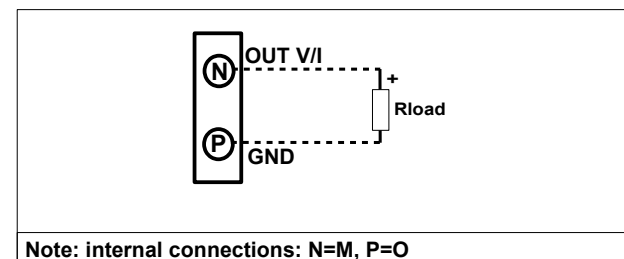 N OUT V/I
+
Rload
P GND
Note: internal connections: N=M, P=O